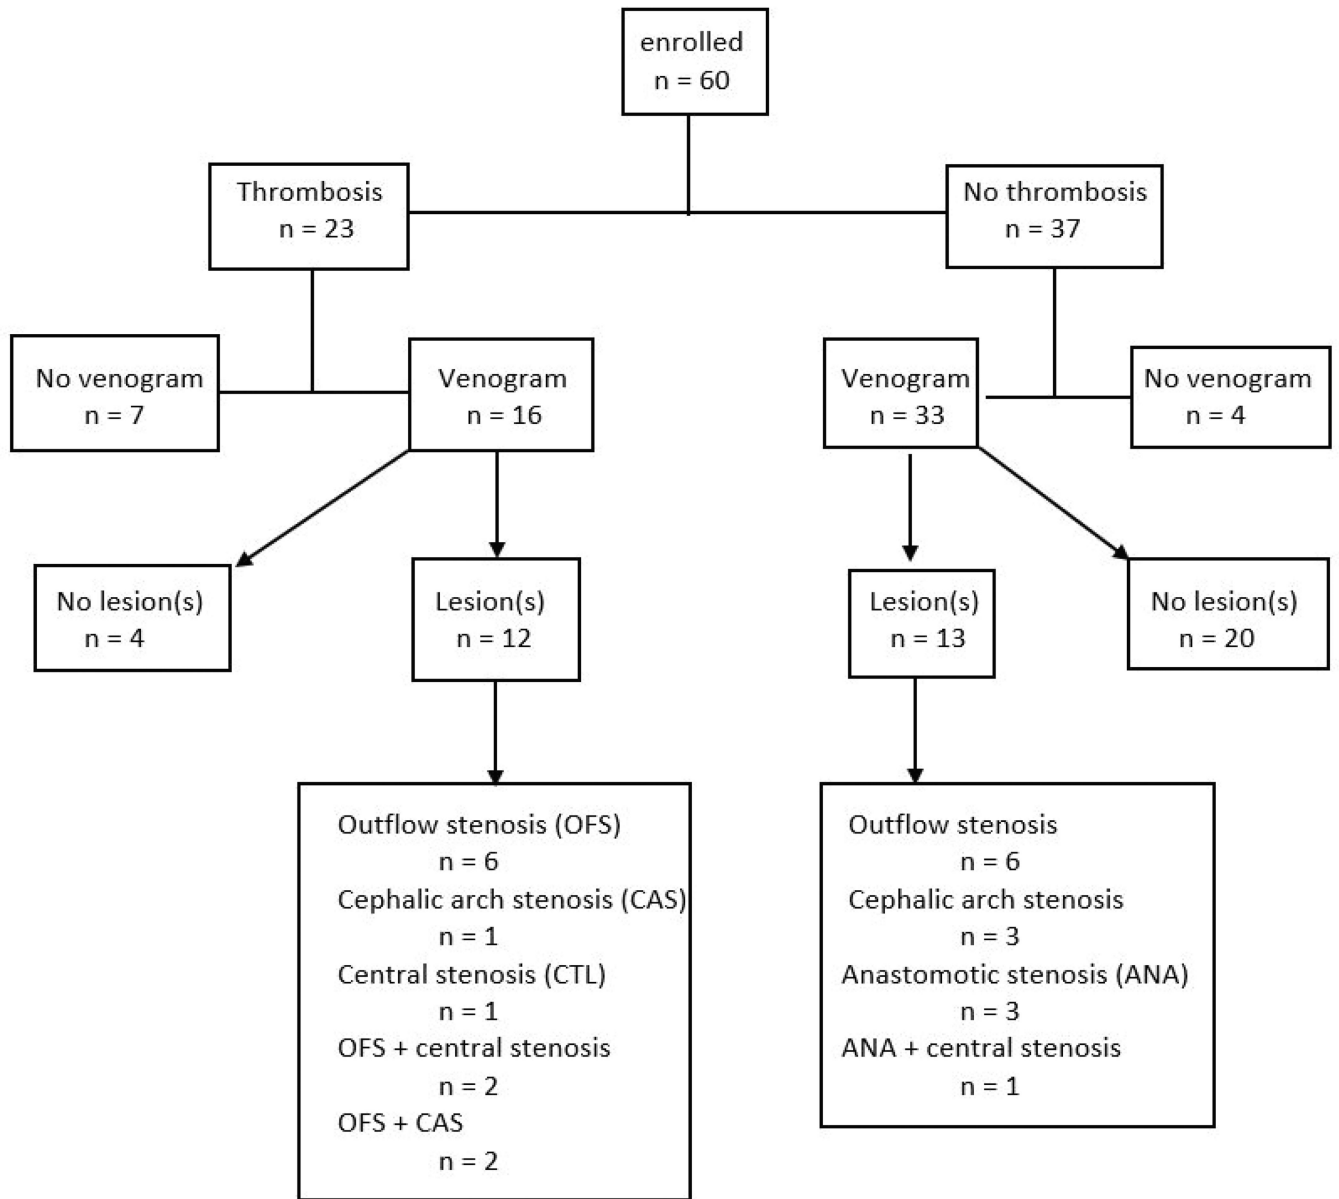 enrolled
n = 60
Thrombosis
n = 23
No thrombosis
n = 37
No venogram
n = 7
Venogram
n = 16
Venogram
n = 33
No venogram
n = 4
No lesion(s)
n = 4
Lesion(s)
n = 12
Lesion(s)
n = 13
No lesion(s)
n = 20
Outflow stenosis (OFS)
n = 6
Cephalic arch stenosis (CAS)
n = 1
Central stenosis (CTL)
n = 1
OFS + central stenosis
n = 2
OFS + CAS
n = 2
Outflow stenosis
n = 6
Cephalic arch stenosis
n = 3
Anastomotic stenosis (ANA)
n = 3
ANA + central stenosis
n = 1